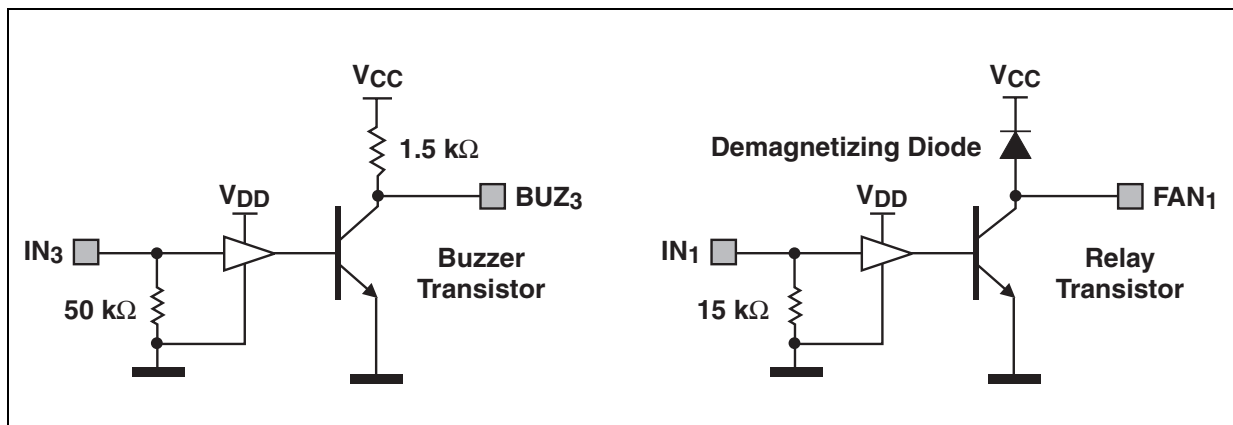 VCC
1.5 kΩ
VDD
BUZ3
IN3
Buzzer
Transistor
50 kΩ
VCC
Demagnetizing Diode
VDD
FAN1
IN1
Relay
Transistor
15 kΩ